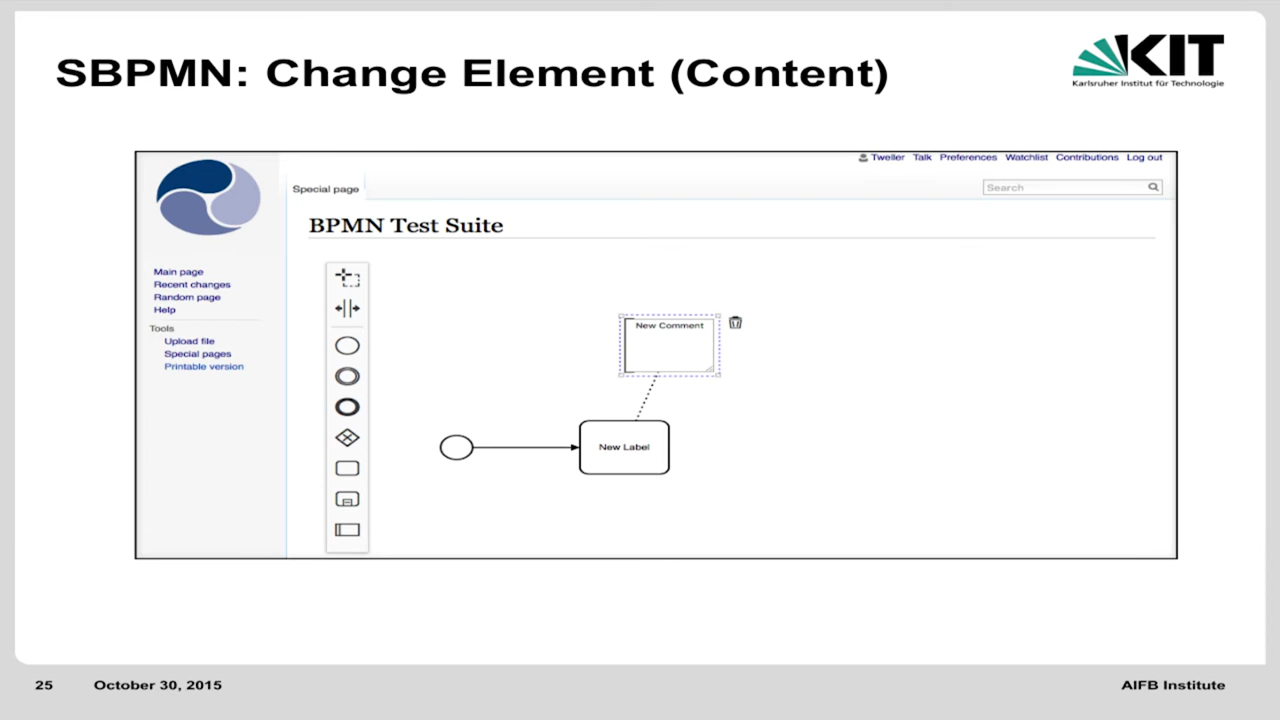 SBPMN: Change Element (Content)
KIT
Karlsruher Institut für Technologie
Tweller Talk Preferences Watchlist Contributions Log out
Special page
Search
BPMN Test Suite
Main page
Recent changes
Random page
Help
Tools
Upload file
Special pages
Printable version
New Comment
New Label
25 October 30, 2015 AIFB Institute